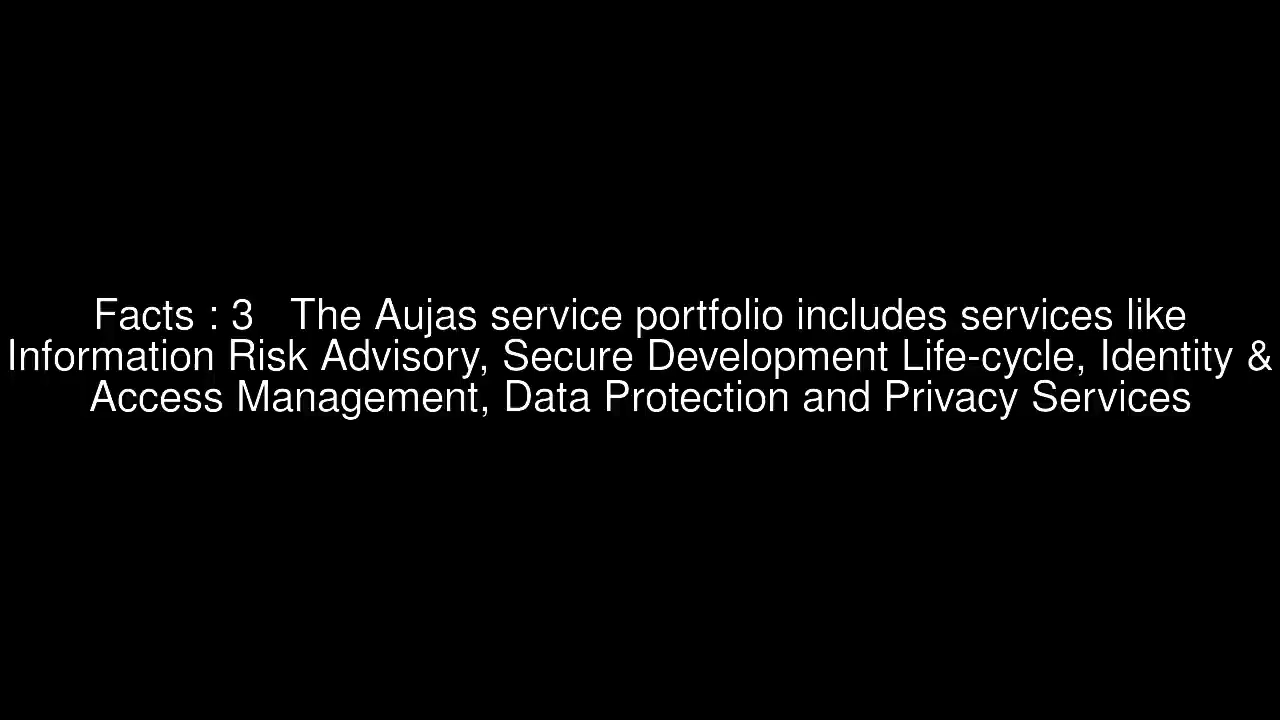 Facts : 3   The Aujas service portfolio includes services like
Information Risk Advisory, Secure Development Life-cycle, Identity &
Access Management, Data Protection and Privacy Services